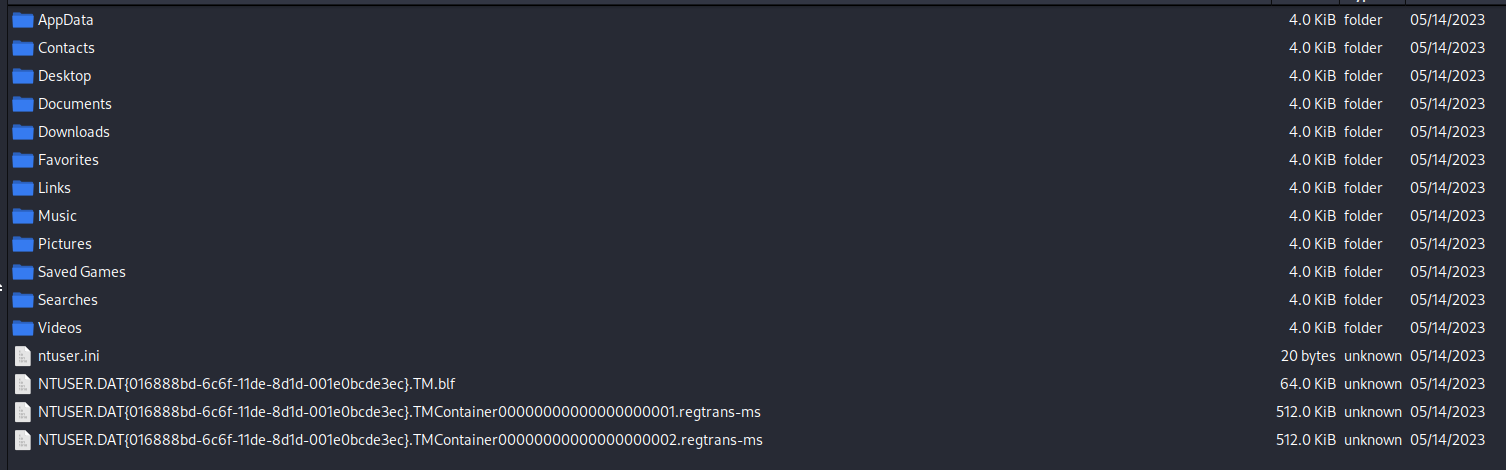 AppData 4.0 KiB folder 05/14/2023
Contacts 4.0 KiB folder 05/14/2023
Desktop 4.0 KiB folder 05/14/2023
Documents 4.0 KiB folder 05/14/2023
Downloads 4.0 KiB folder 05/14/2023
Favorites 4.0 KiB folder 05/14/2023
Links 4.0 KiB folder 05/14/2023
Music 4.0 KiB folder 05/14/2023
Pictures 4.0 KiB folder 05/14/2023
Saved Games 4.0 KiB folder 05/14/2023
Searches 4.0 KiB folder 05/14/2023
Videos 4.0 KiB folder 05/14/2023
ntuser.ini 20 bytes unknown 05/14/2023
NTUSER.DAT{016888bd-6c6f-11de-8d1d-001e0bcde3ec}.TM.blf 64.0 KiB unknown 05/14/2023
NTUSER.DAT{016888bd-6c6f-11de-8d1d-001e0bcde3ec}.TMContainer00000000000000000001.regtrans-ms 512.0 KiB unknown 05/14/2023
NTUSER.DAT{016888bd-6c6f-11de-8d1d-001e0bcde3ec}.TMContainer00000000000000000002.regtrans-ms 512.0 KiB unknown 05/14/2023